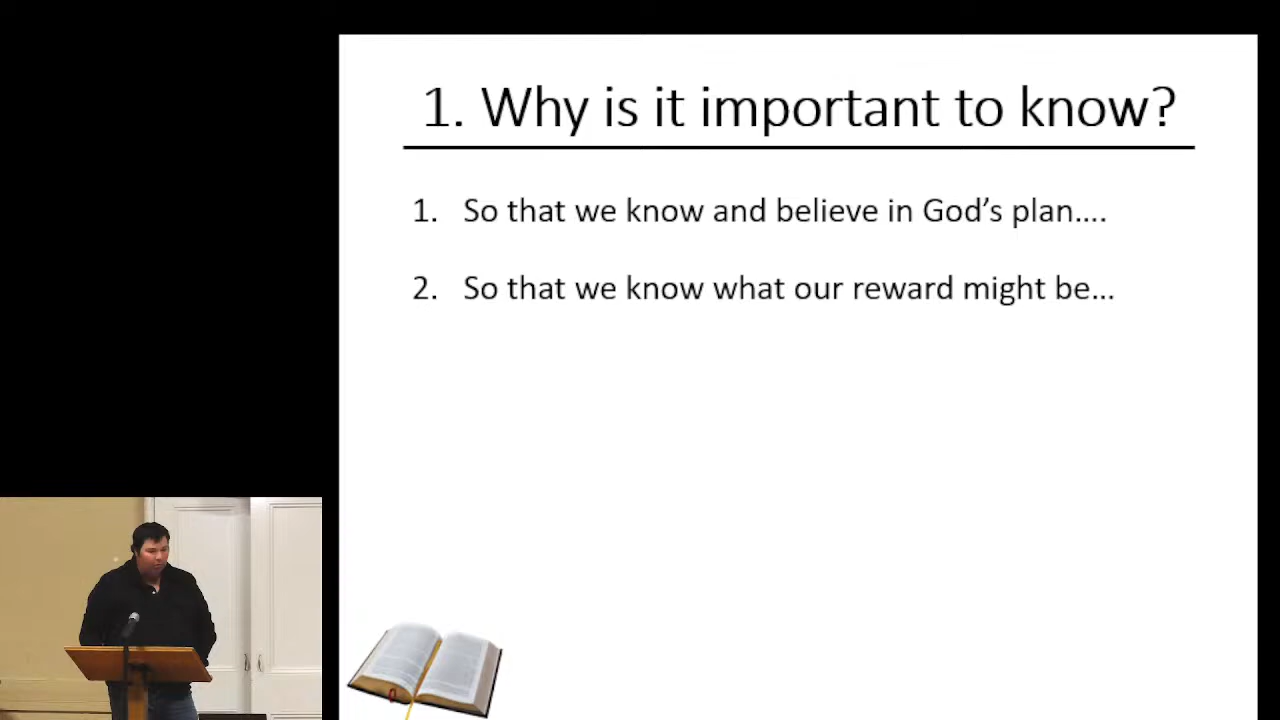 1. Why is it important to know?
1. So that we know and believe in God’s plan….
2. So that we know what our reward might be…